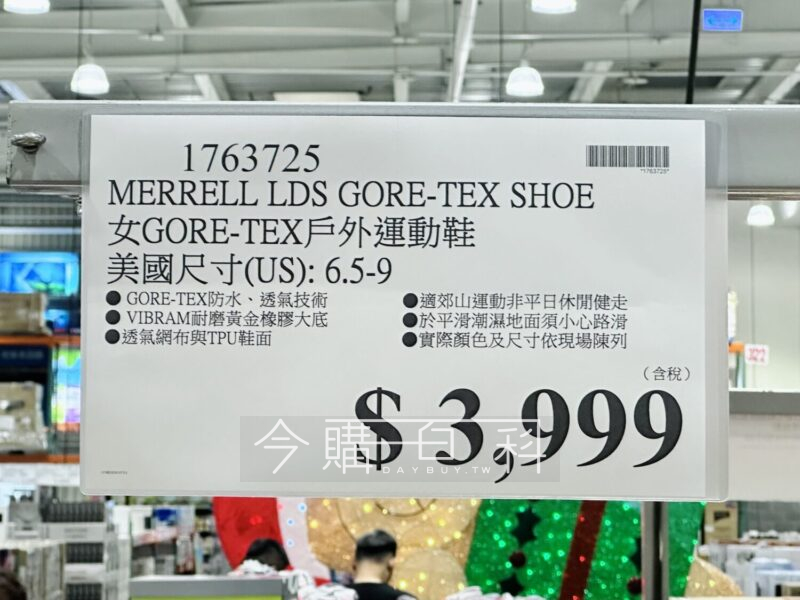 1763725
*1763725*
MERRELL LDS GORE-TEX SHOE
女GORE-TEX戶外運動鞋
美國尺寸(US): 6.5-9
● GORE-TEX防水、透氣技術
● VIBRAM耐磨黃金橡膠大底
●透氣網布與TPU鞋面
●適郊山運動非平日休閒健走
●於平滑潮濕地面須小心路滑
●實際顏色及尺寸依現場陳列
(含稅)
$ 3,999
今購百科
DAYBUY.TW